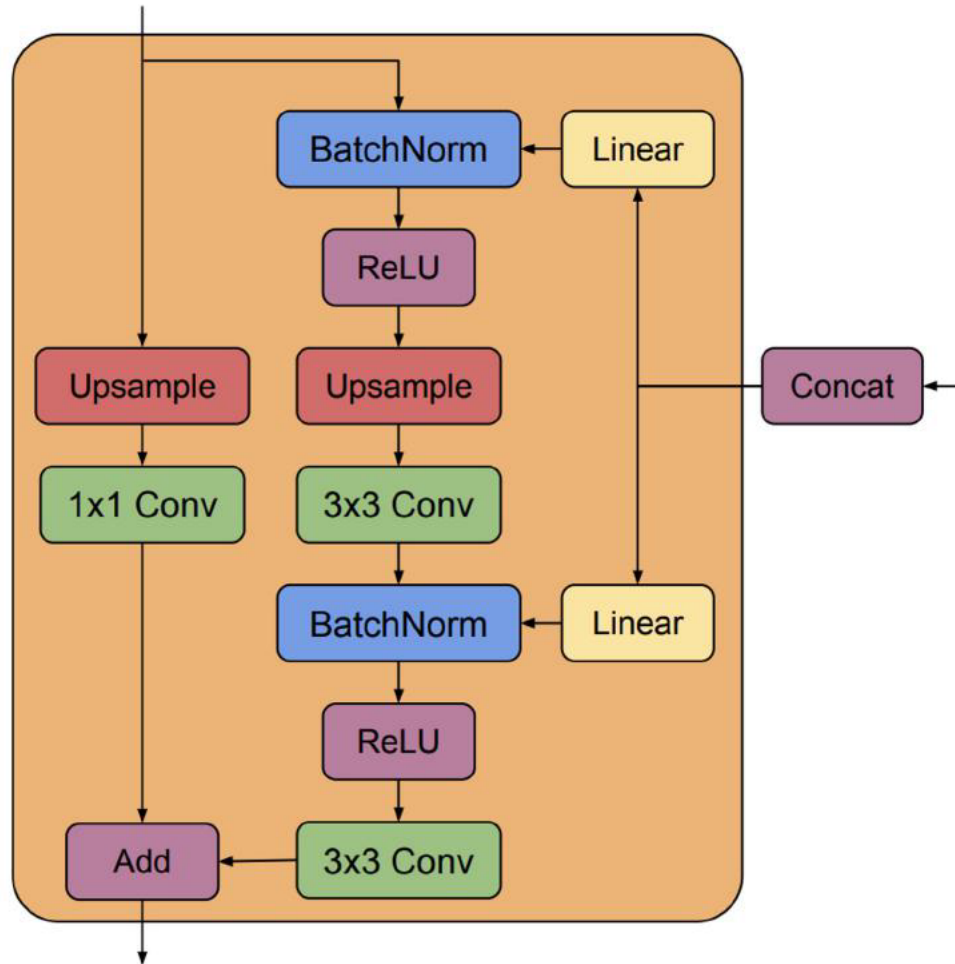 BatchNorm
Linear
ReLU
Upsample
Upsample
Concat
1x1 Conv
3x3 Conv
BatchNorm
Linear
ReLU
Add
3x3 Conv